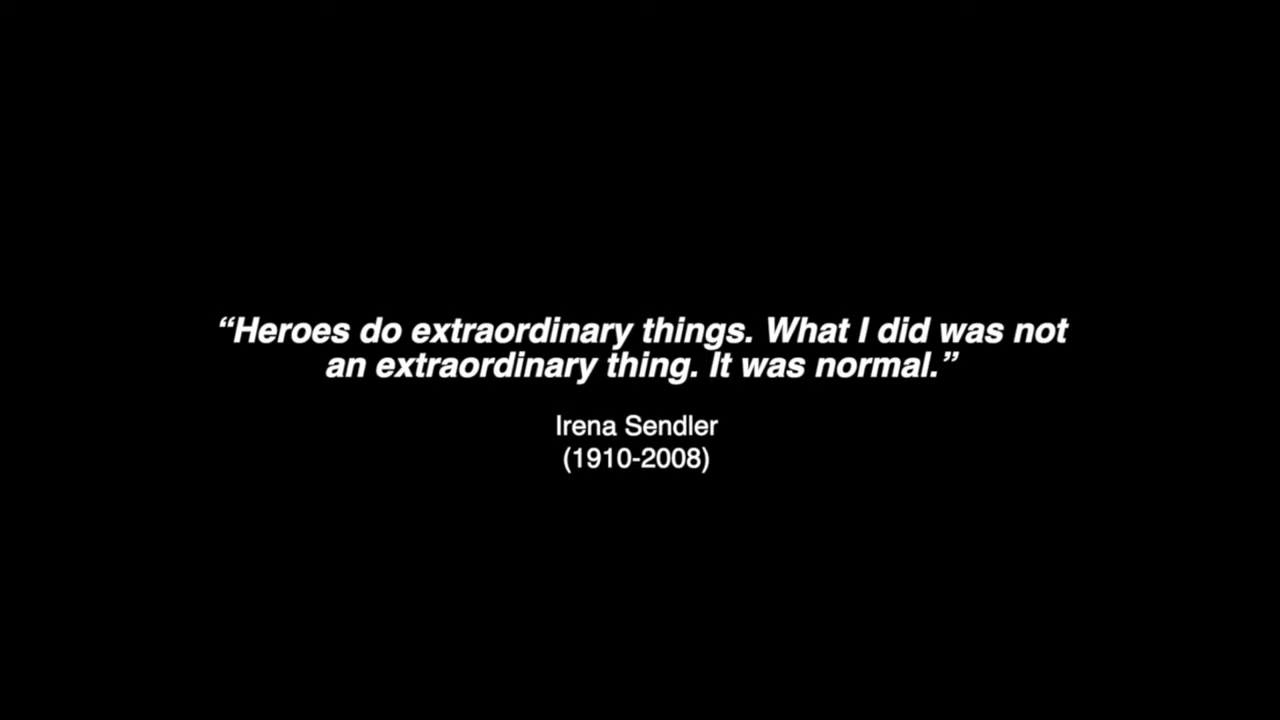 “Heroes do extraordinary things. What I did was not
an extraordinary thing. It was normal.”
Irena Sendler
(1910-2008)